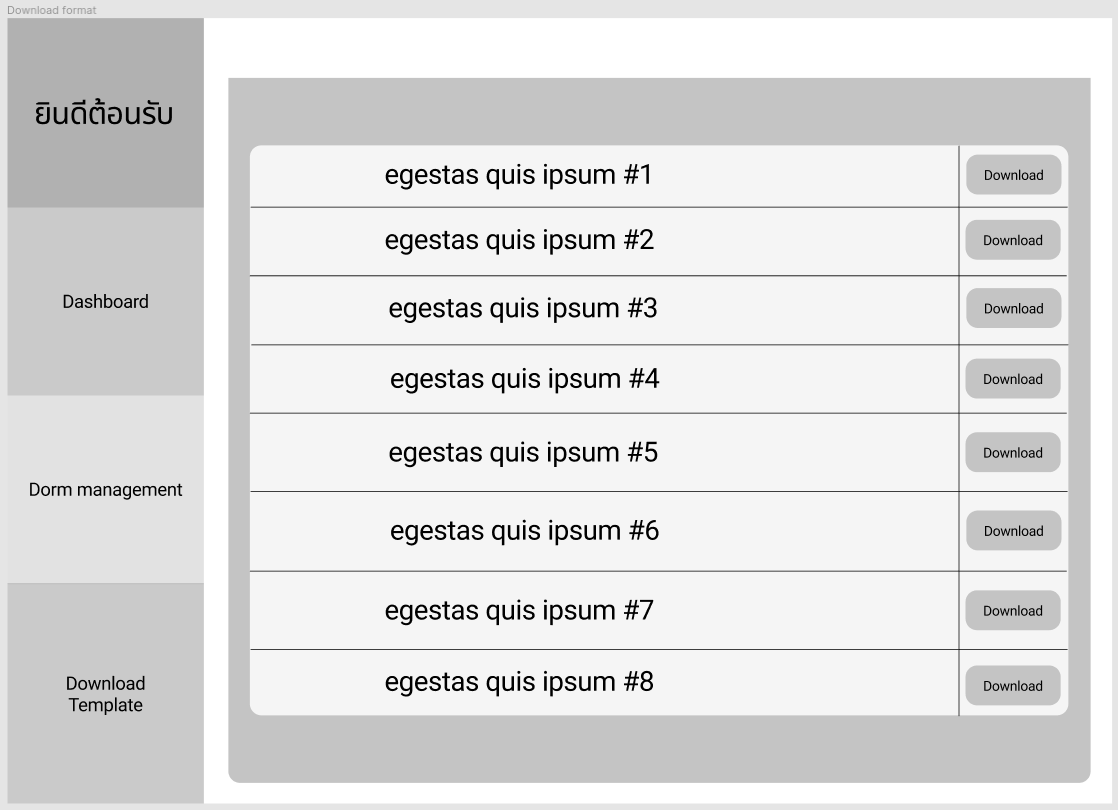 Download format
ยินดีต้อนรับ
Dashboard
Dorm management
Download
Template
egestas quis ipsum #1
Download
egestas quis ipsum #2
Download
egestas quis ipsum #3
Download
egestas quis ipsum #4
Download
egestas quis ipsum #5
Download
egestas quis ipsum #6
Download
egestas quis ipsum #7
Download
egestas quis ipsum #8
Download